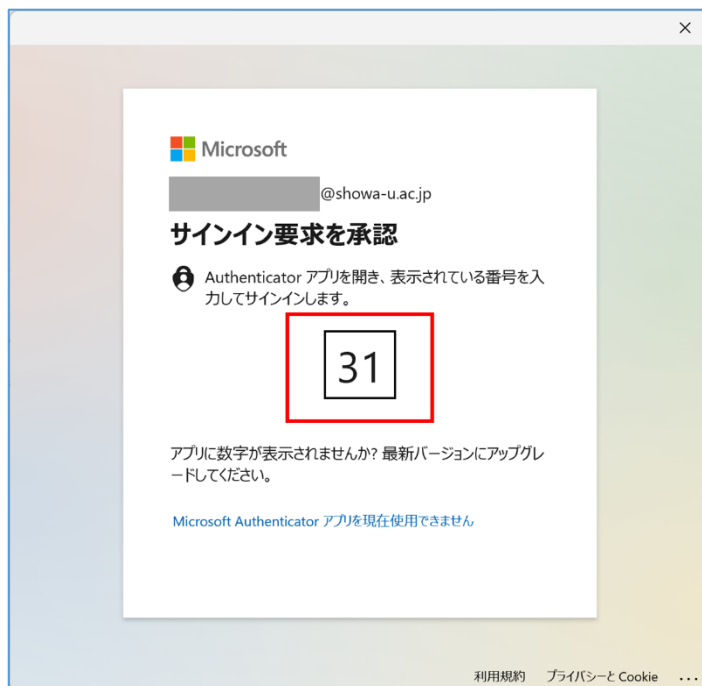 Microsoft
@showa-u.ac.jp
サインイン要求を承認
Authenticator アプリを開き、表示されている番号を入
力してサインインします。
31
アプリに数字が表示されませんか? 最新バージョンにアップグレ
ードしてください。
Microsoft Authenticator アプリを現在使用できません
利用規約 プライバシーと Cookie ...